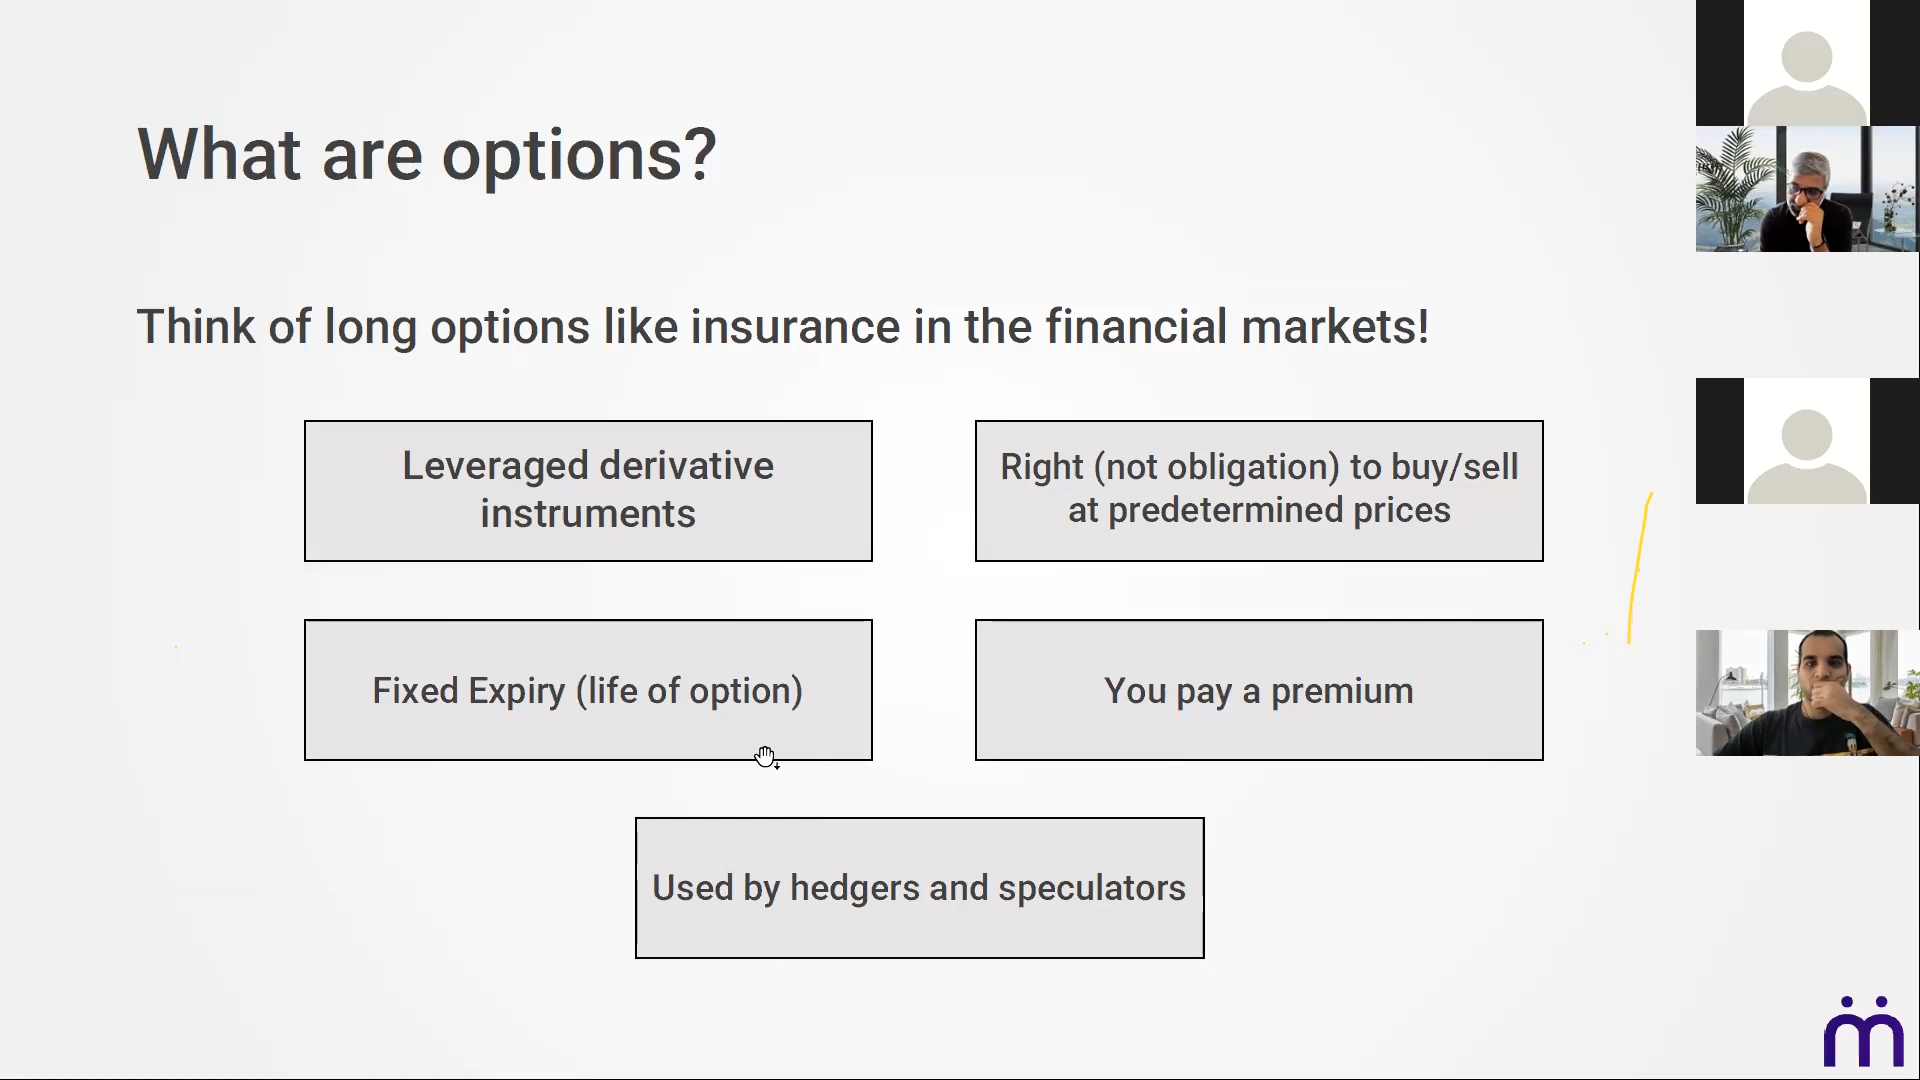 What are options?
Think of long options like insurance in the financial markets!
Leveraged derivative
instruments
Right (not obligation) to buy/sell
at predetermined prices
Fixed Expiry (life of option)
You pay a premium
Used by hedgers and speculators